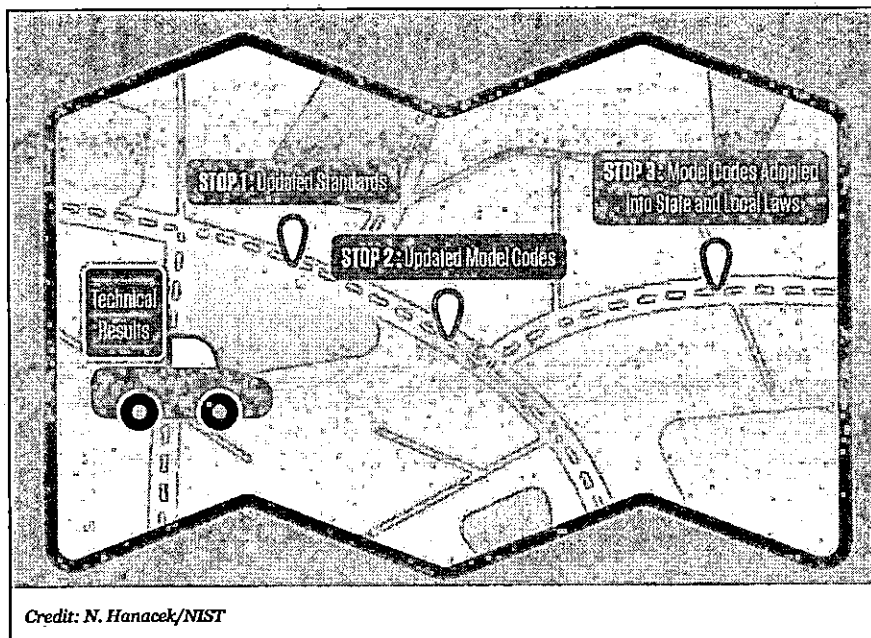 STOP 1: Updated Standards
STOP 3: Model Codes Adopted
Into State and Local Laws
STOP 2: Updated Model Codes
Technical
Results
Credit: N. Hanacek/NIST